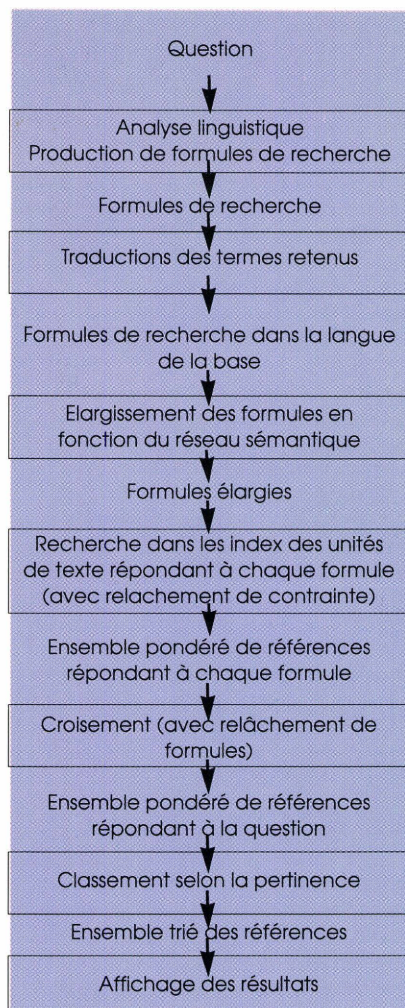 Question
Analyse linguistique
Production de formules de recherche
Formules de recherche
Traductions des termes retenus
Formules de recherche dans la langue
de la base
Elargissement des formules en
fonction du réseau sémantique
Formules élargies
Recherche dans les index des unités
de texte répondant à chaque formule
(avec relachement de contrainte)
Ensemble pondéré de références
répondant à chaque formule
Croisement (avec relâchement de
formules)
Ensemble pondéré de références
répondant à la question
Classement selon la pertinence
Ensemble trié des références
Affichage des résultats